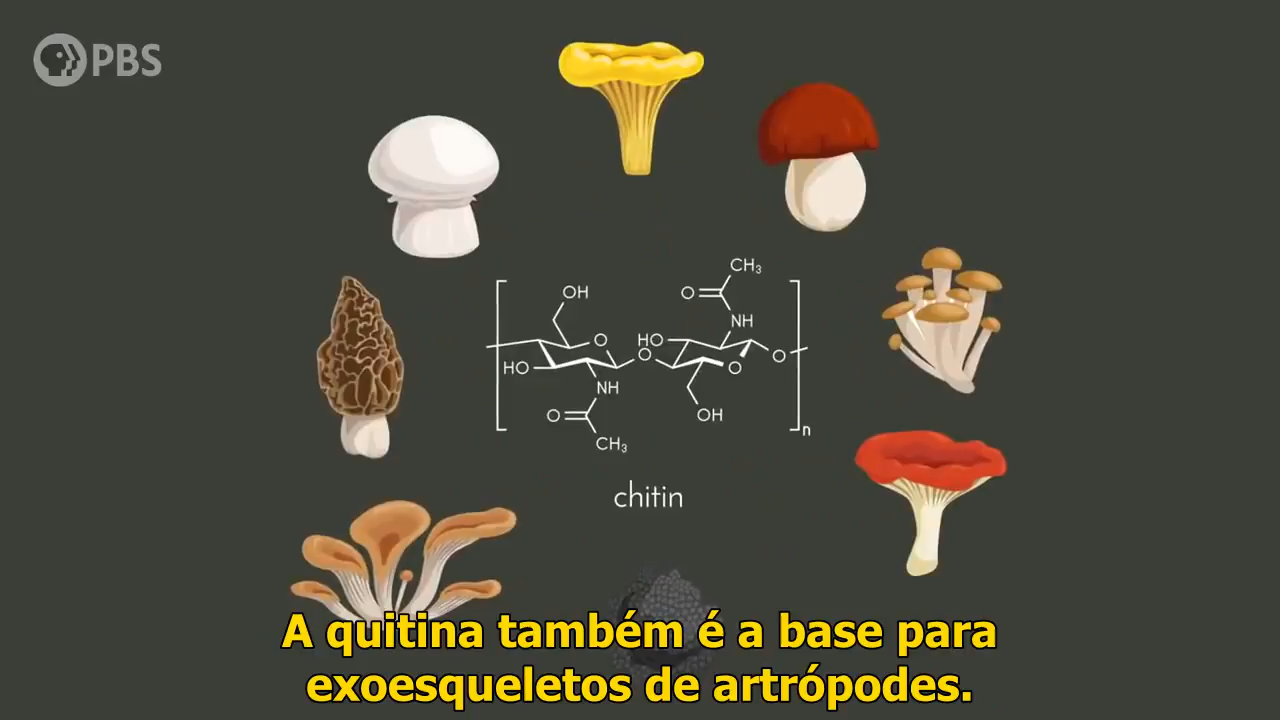 PBS
CH₃
OH
O
NH
O
HO
O
HO
O
O
NH
O
OH
O
CH₃
n
chitin
A quitina também é a base para
exoesqueletos de artrópodes.